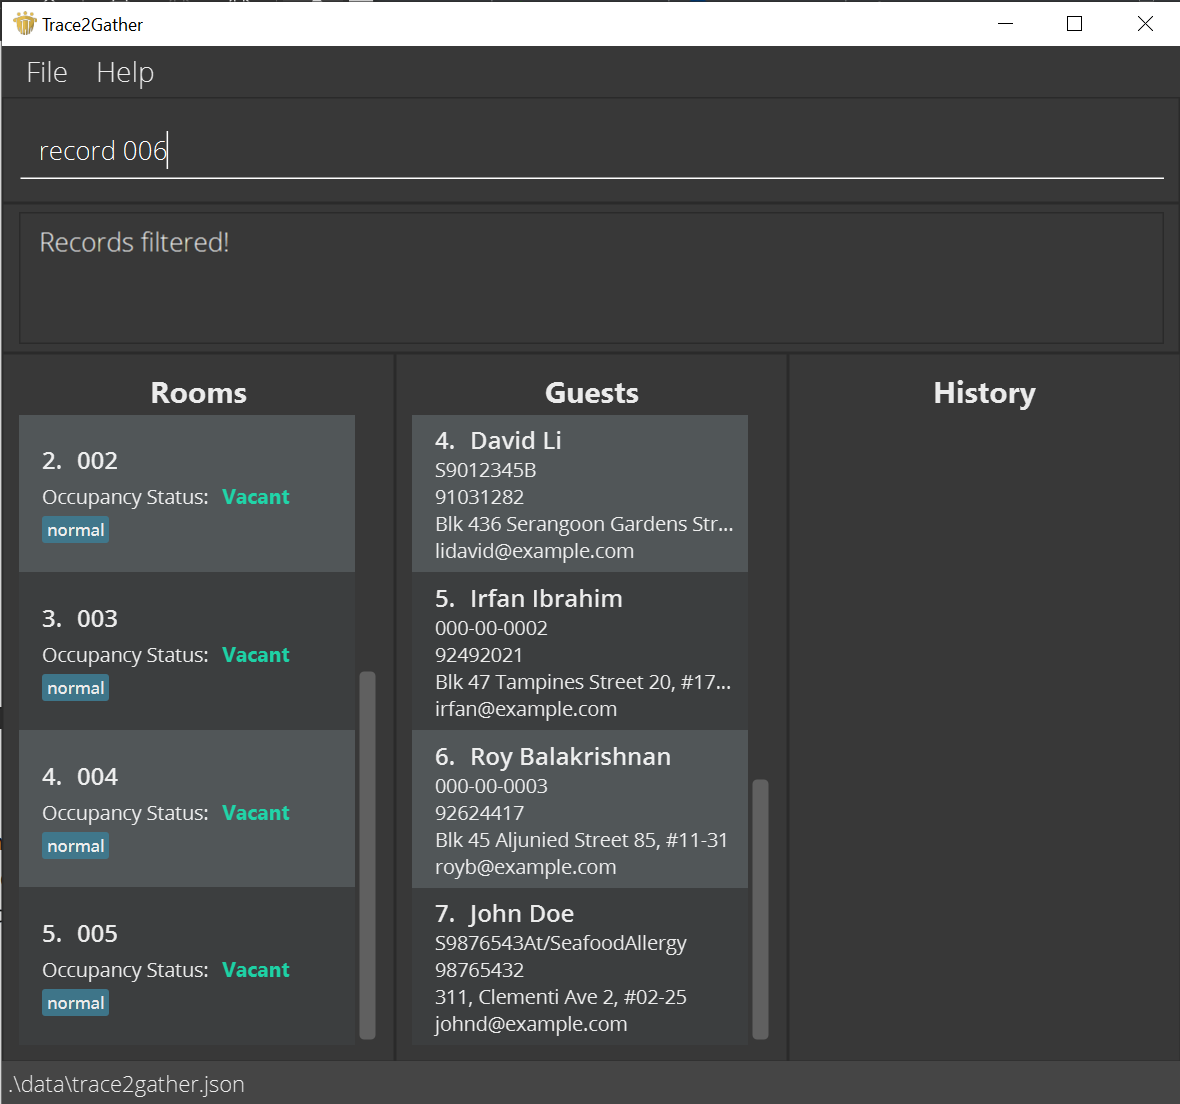 Trace2Gather
File Help
record 006
Records filtered!
Rooms
2. 002
Occupancy Status: Vacant
normal
3. 003
Occupancy Status: Vacant
normal
4. 004
Occupancy Status: Vacant
normal
5. 005
Occupancy Status: Vacant
normal
Guests
4. David Li
S9012345B
91031282
Blk 436 Serangoon Gardens Str...
lidavid@example.com
5. Irfan Ibrahim
000-00-0002
92492021
Blk 47 Tampines Street 20, #17...
irfan@example.com
6. Roy Balakrishnan
000-00-0003
92624417
Blk 45 Aljunied Street 85, #11-31
royb@example.com
7. John Doe
S9876543At/SeafoodAllergy
98765432
311, Clementi Ave 2, #02-25
johnd@example.com
History
.\data\trace2gather.json